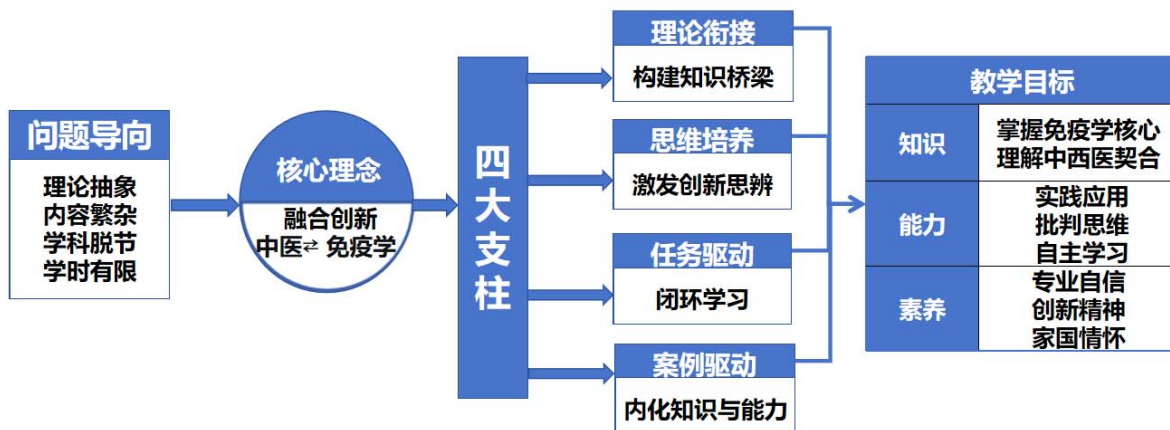 问题导向
理论抽象
内容繁杂
学科脱节
学时有限
核心理念
融合创新
中医⇄ 免疫学
四大支柱
理论衔接
构建知识桥梁
思维培养
激发创新思辨
任务驱动
闭环学习
案例驱动
内化知识与能力
教学目标
知识
掌握免疫学核心
理解中西医契合
能力
实践应用
批判思维
自主学习
素养
专业自信
创新精神
家国情怀